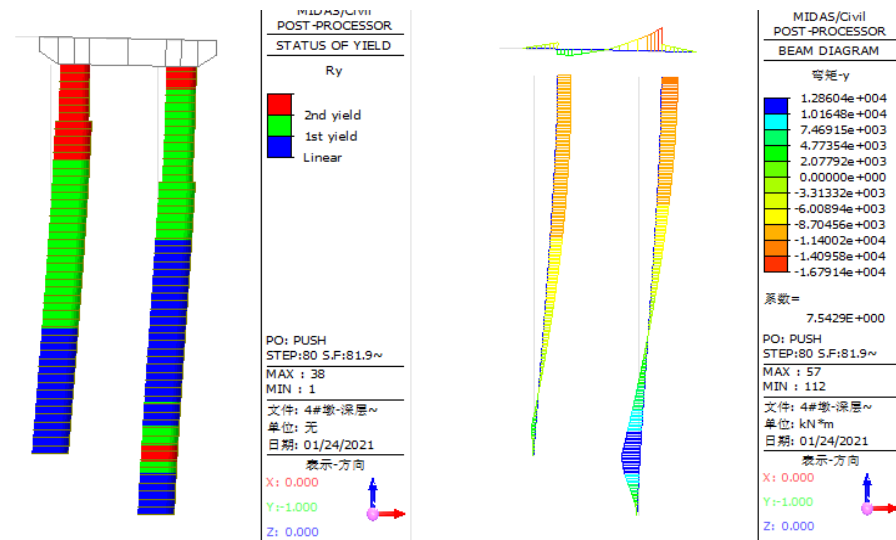 MIDAS/Civil
POST-PROCESSOR
STATUS OF YIELD
Ry
2nd yield
1st yield
Linear
PO: PUSH
STEP:80 S.F:81.9~
MAX : 38
MIN : 1
文件: 4#墩-深层~
单位: 无
日期: 01/24/2021
表示-方向
X: 0.000
Y:-1.000
Z: 0.000
MIDAS/Civil
POST-PROCESSOR
BEAM DIAGRAM
弯矩-y
1.28604e+004
1.01648e+004
7.46915e+003
4.77354e+003
2.07792e+003
0.00000e+000
-3.31332e+003
-6.00894e+003
-8.70456e+003
-1.14002e+004
-1.40958e+004
-1.67914e+004
系数=
7.5429E+000
PO: PUSH
STEP:80 S.F:81.9~
MAX : 57
MIN : 112
文件: 4#墩-深层~
单位: kN*m
日期: 01/24/2021
表示-方向
X: 0.000
Y:-1.000
Z: 0.000